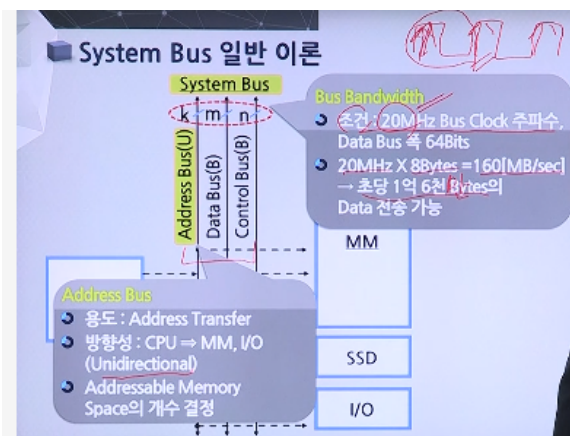 System Bus 일반 이론
System Bus
k m n
Address Bus(U)
Data Bus(B)
Control Bus(B)
Bus Bandwidth
조건 : 20MHz Bus Clock 주파수,
Data Bus 폭 64Bits
20MHz X 8Bytes =160[MB/sec]
→ 초당 1억 6천 Bytes의
Data 전송 가능
MM
Address Bus
용도 : Address Transfer
방향성 : CPU ⇒ MM, I/O
(Unidirectional)
Addressable Memory
Space의 개수 결정
SSD
I/O